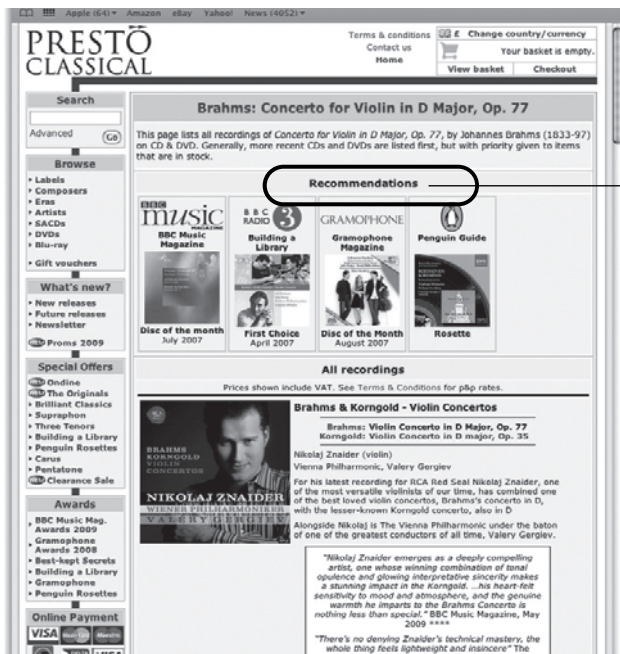 Apple (64)▾ Amazon eBay Yahoo! News (4052)▾
PRESTO
CLASSICAL
Terms & conditions
Contact us
Home
£ Change country/currency
Your basket is empty.
View basket Checkout
Search
Advanced Go
Browse
Labels
Composers
Eras
Artists
SACDs
DVDs
Blu-ray
Gift vouchers
What's new?
New releases
Future releases
Newsletter
Proms 2009
Special Offers
Ondine
The Originals
Brilliant Classics
Supraphon
Three Tenors
Building a Library
Penguin Rosettes
Carus
Pentatone
Clearance Sale
Awards
BBC Music Mag.
Awards 2009
Gramophone
Awards 2008
Best-kept Secrets
Building a Library
Gramophone
Penguin Rosettes
Online Payment
VISA MasterCard Maestro
VISA
Brahms: Concerto for Violin in D Major, Op. 77
This page lists all recordings of Concerto for Violin in D Major, Op. 77, by Johannes Brahms (1833-97)
on CD & DVD. Generally, more recent CDs and DVDs are listed first, but with priority given to items
that are in stock.
Recommendations
BBC
music
MAGAZINE
BBC Music
Magazine
Disc of the month
July 2007
BBC
RADIO 3
Building a
Library
First Choice
April 2007
GRAMOPHONE
Gramophone
Magazine
Disc of the Month
August 2007
Penguin Guide
Rosette
All recordings
Prices shown include VAT. See Terms & Conditions for p&p rates.
BRAHMS
KORNGOLD
VIOLIN
CONCERTOS
NIKOLAJ ZNAIDER
WIENER PHILHARMONIKER
VALERY GERGIEV
Brahms & Korngold - Violin Concertos
Brahms: Violin Concerto in D Major, Op. 77
Korngold: Violin Concerto in D major, Op. 35
Nikolaj Znaider (violin)
Vienna Philharmonic, Valery Gergiev
For his latest recording for RCA Red Seal Nikolaj Znaider, one
of the most versatile violinists of our time, has combined one
of the best loved violin concertos, Brahms's concerto in D,
with the lesser-known Korngold concerto, also in D
Alongside Nikolaj is The Vienna Philharmonic under the baton
of one of the greatest conductors of all time, Valery Gergiev.
"Nikolaj Znaider emerges as a deeply compelling
artist, one whose winning combination of tonal
opulence and glowing interpretative sincerity makes
a stunning impact in the Korngold. ...his heart-felt
sensitivity to mood and atmosphere, and the genuine
warmth he imparts to the Brahms Concerto is
nothing less than special." BBC Music Magazine, May
2009 ****
"There's no denying Znaider's technical mastery, the
whole thing feels lightweight and insincere" The